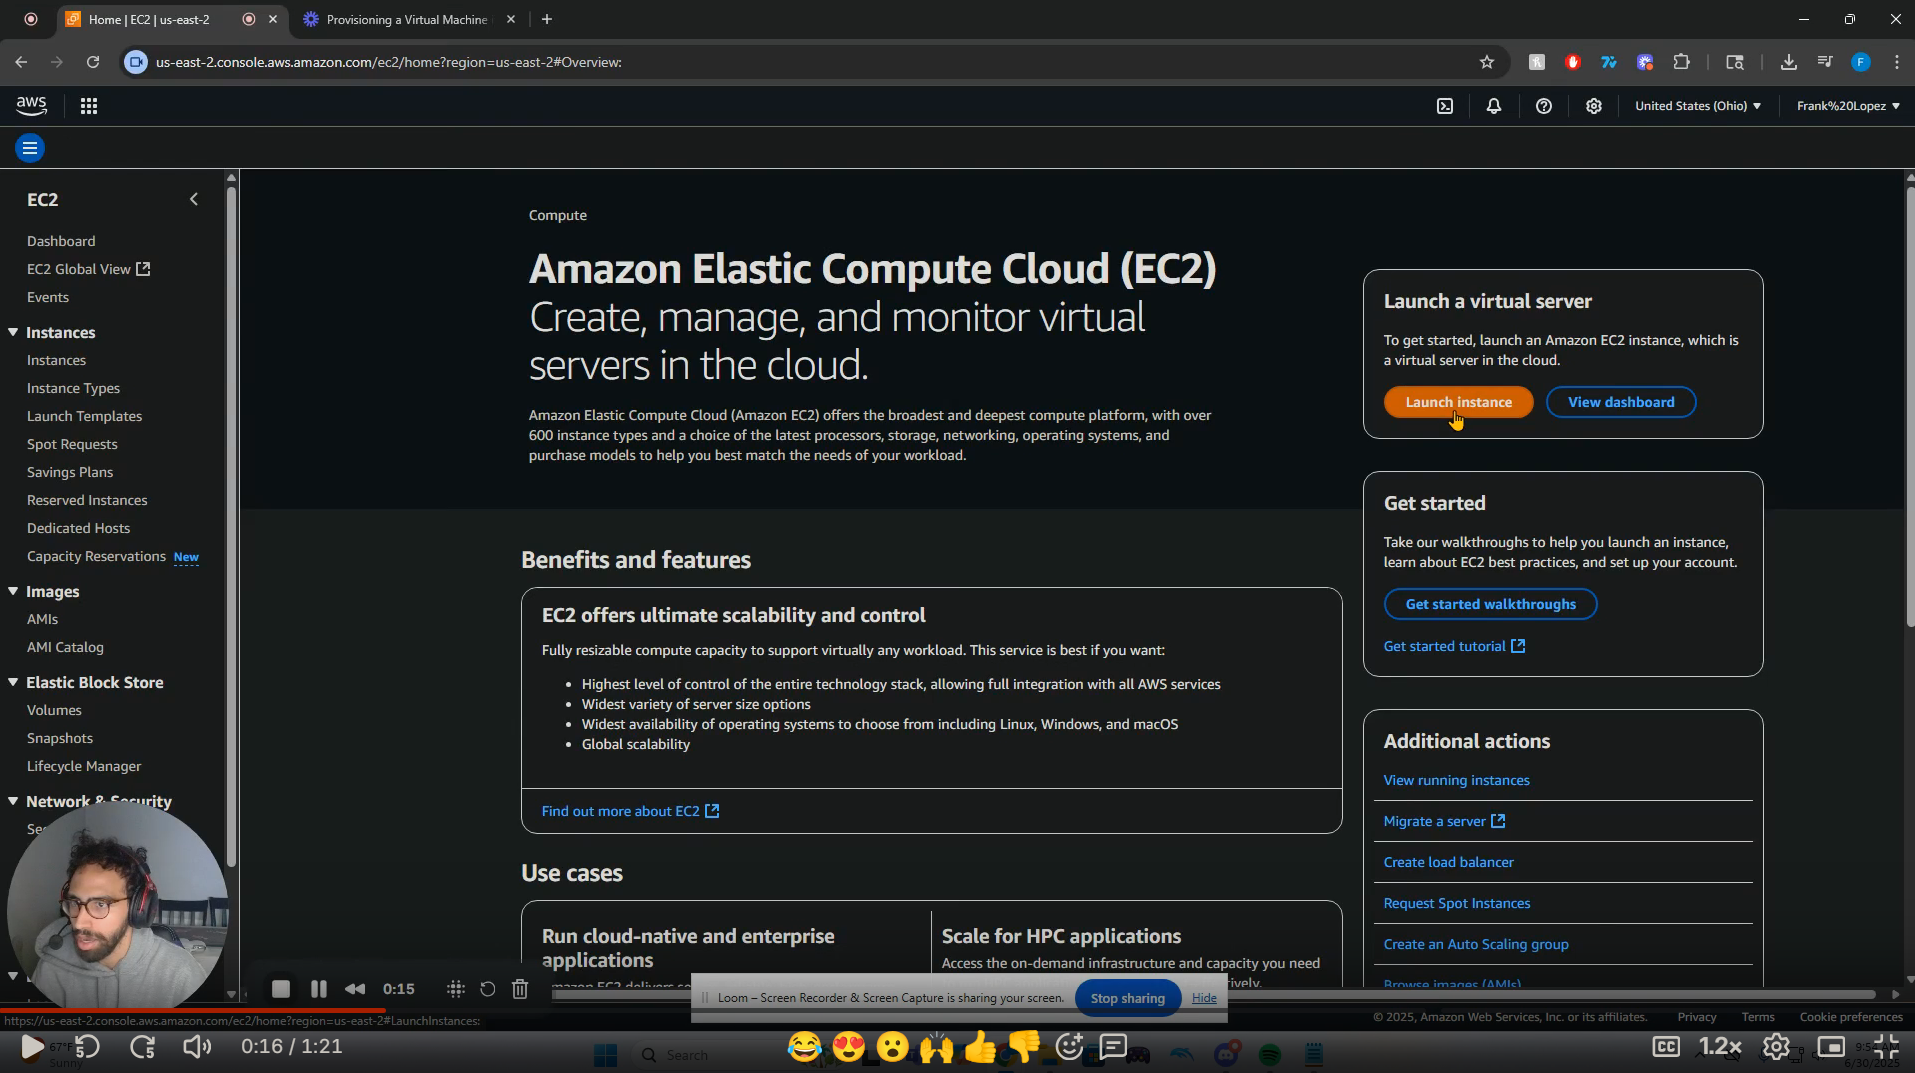 Home | EC2 | us-east-2
Provisioning a Virtual Machine
us-east-2.console.aws.amazon.com/ec2/home?region=us-east-2#Overview:
F
aws
United States (Ohio)
Frank%20Lopez
EC2
Dashboard
EC2 Global View
Events
Instances
Instances
Instance Types
Launch Templates
Spot Requests
Savings Plans
Reserved Instances
Dedicated Hosts
Capacity Reservations New
Images
AMIs
AMI Catalog
Elastic Block Store
Volumes
Snapshots
Lifecycle Manager
Network & Security
Compute
Amazon Elastic Compute Cloud (EC2)
Create, manage, and monitor virtual
servers in the cloud.
Amazon Elastic Compute Cloud (Amazon EC2) offers the broadest and deepest compute platform, with over
600 instance types and a choice of the latest processors, storage, networking, operating systems, and
purchase models to help you best match the needs of your workload.
Benefits and features
EC2 offers ultimate scalability and control
Fully resizable compute capacity to support virtually any workload. This service is best if you want:
Highest level of control of the entire technology stack, allowing full integration with all AWS services
Widest variety of server size options
Widest availability of operating systems to choose from including Linux, Windows, and macOS
Global scalability
Find out more about EC2
Use cases
Run cloud-native and enterprise
applications
Scale for HPC applications
Access the on-demand infrastructure and capacity you need
Launch a virtual server
To get started, launch an Amazon EC2 instance, which is
a virtual server in the cloud.
Launch instance
View dashboard
Get started
Take our walkthroughs to help you launch an instance,
learn about EC2 best practices, and set up your account.
Get started walkthroughs
Get started tutorial
Additional actions
View running instances
Migrate a server
Create load balancer
Request Spot Instances
Create an Auto Scaling group
Browse images (AMIs)
0:15
Loom – Screen Recorder & Screen Capture is sharing your screen.
Stop sharing
Hide
https://us-east-2.console.aws.amazon.com/ec2/home?region=us-east-2#LaunchInstances:
© 2025, Amazon Web Services, Inc. or its affiliates.
Privacy
Terms
Cookie preferences
67°F
Sunny
5
5
0:16 / 1:21
Search
CC
1.2x
6/30/2025